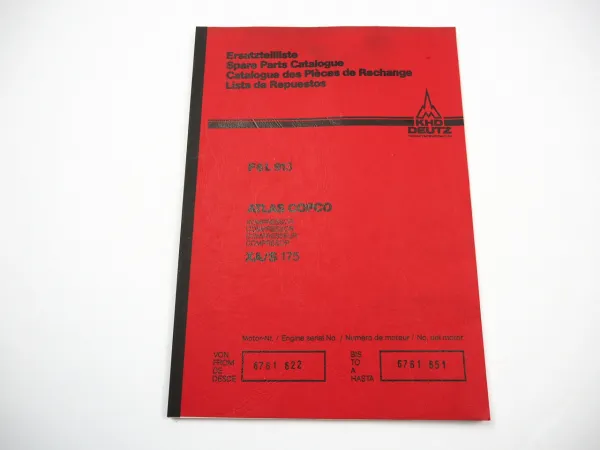 Ersatzteilliste
Spare Parts Catalogue
Catalogue des Pièces de Rechange
Lista de Repuestos
KHD
DEUTZ
ATLAS COPCO
XA/S 175
Motor-Nr. / Engine serial No. / Numéro de moteur / No. del motor
VON
FROM
DE
DESDE
6761 822
BIS
TO
A
HASTA
6761 851